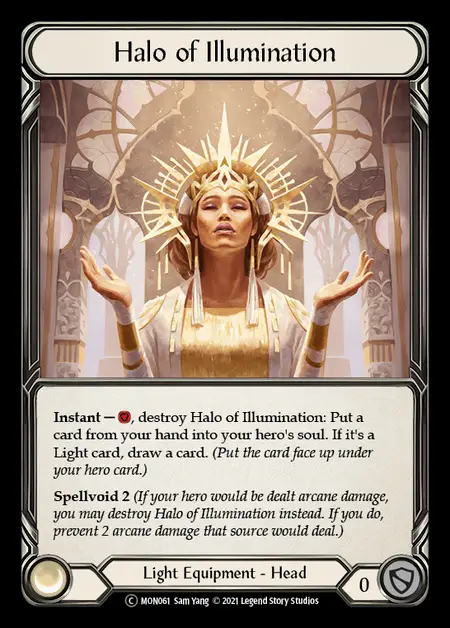 Halo of Illumination
Instant — , destroy Halo of Illumination: Put a
card from your hand into your hero's soul. If it's a
Light card, draw a card. (Put the card face up under
your hero card.)
Spellvoid 2 (If your hero would be dealt arcane damage,
you may destroy Halo of Illumination instead. If you do,
prevent 2 arcane damage that source would deal.)
Light Equipment - Head
0
C MON061 Sam Yang © 2021 Legend Story Studios